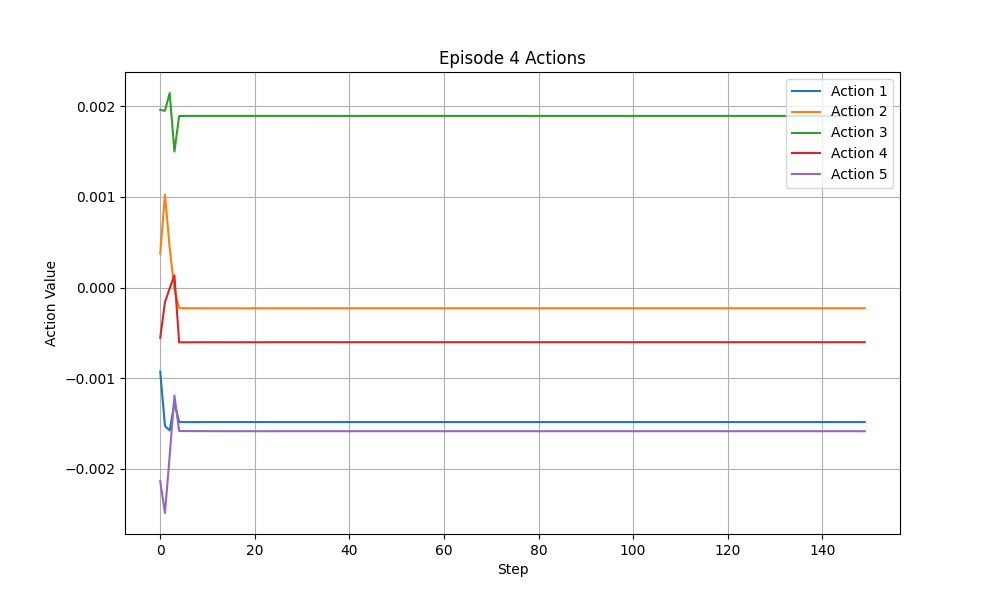 Episode 4 Actions
Action Value
0.002
0.001
0.000
−0.001
−0.002
Action 1
Action 2
Action 3
Action 4
Action 5
0 20 40 60 80 100 120 140
Step